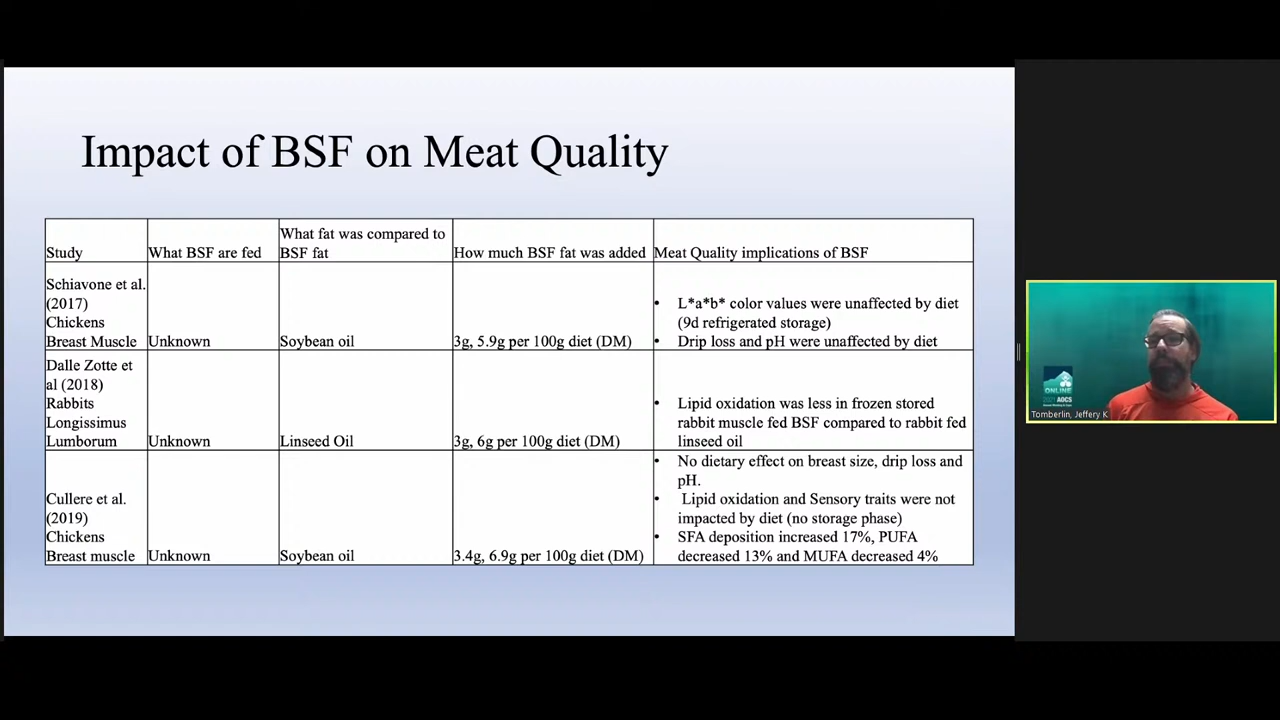 Impact of BSF on Meat Quality
Study
What BSF are fed
What fat was compared to
BSF fat
How much BSF fat was added
Meat Quality implications of BSF
Schiavone et al.
(2017)
Chickens
Breast Muscle
Unknown
Soybean oil
3g, 5.9g per 100g diet (DM)
• L*a*b* color values were unaffected by diet
(9d refrigerated storage)
• Drip loss and pH were unaffected by diet
Dalle Zotte et
al (2018)
Rabbits
Longissimus
Lumborum
Unknown
Linseed Oil
3g, 6g per 100g diet (DM)
• Lipid oxidation was less in frozen stored
rabbit muscle fed BSF compared to rabbit fed
linseed oil
Cullere et al.
(2019)
Chickens
Breast muscle
Unknown
Soybean oil
3.4g, 6.9g per 100g diet (DM)
• No dietary effect on breast size, drip loss and
pH.
• Lipid oxidation and Sensory traits were not
impacted by diet (no storage phase)
• SFA deposition increased 17%, PUFA
decreased 13% and MUFA decreased 4%
ONLINE
2021 AOCS
Tomberlin, Jeffery K